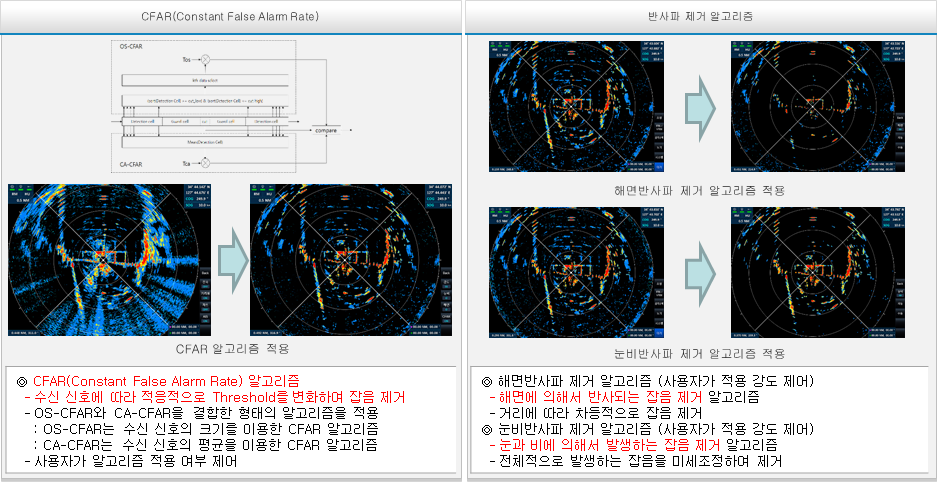 CFAR(Constant False Alarm Rate)
OS-CFAR
Tos
kth data select
Detection cell
Guard cell
Guard cell
Detection cell
compare
CA-CFAR
Tca
CFAR 알고리즘 적용
◎ CFAR(Constant False Alarm Rate) 알고리즘
- 수신 신호에 따라 적응적으로 Threshold를 변화하여 잡음 제거
- OS-CFAR와 CA-CFAR을 결합한 형태의 알고리즘을 적용
: OS-CFAR는 수신 신호의 크기를 이용한 CFAR 알고리즘
: CA-CFAR는 수신 신호의 평균을 이용한 CFAR 알고리즘
- 사용자가 알고리즘 적용 여부 제어
반사파 제거 알고리즘
해면반사파 제거 알고리즘 적용
눈비반사파 제거 알고리즘 적용
◎ 해면반사파 제거 알고리즘 (사용자가 적용 강도 제어)
- 해면에 의해서 반사되는 잡음 제거 알고리즘
- 거리에 따라 차등적으로 잡음 제거
◎ 눈비반사파 제거 알고리즘 (사용자가 적용 강도 제어)
- 눈과 비에 의해서 발생하는 잡음 제거 알고리즘
- 전체적으로 발생하는 잡음을 미세조정하여 제거